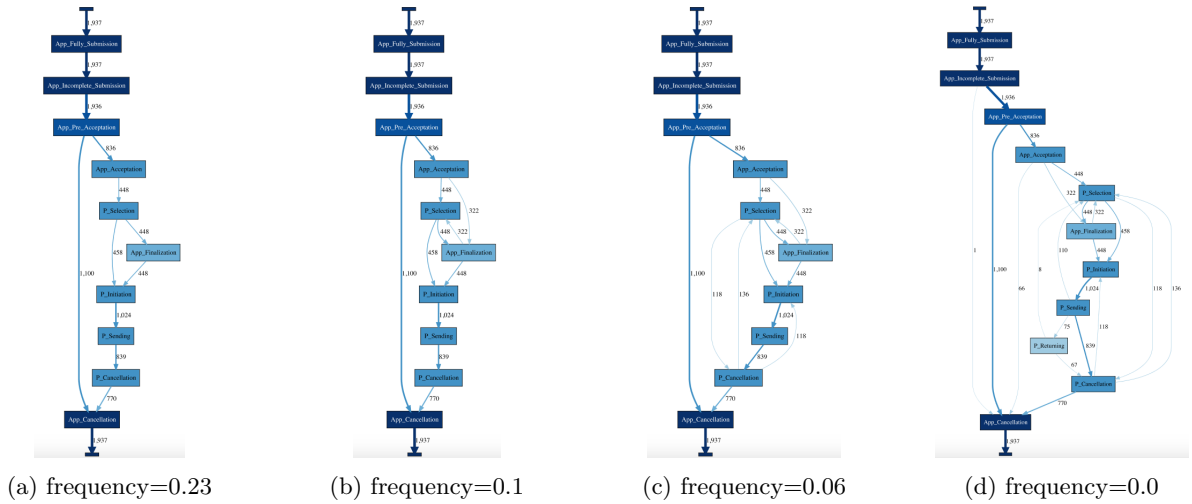 1,937
App_Fully_Submission
1,937
App_Incomplete_Submission
1,936
App_Pre_Acceptation
836
App_Acceptation
448
P_Selection
448
458
App_Finalization
448
1,100
P_Initiation
1,024
P_Sending
839
P_Cancellation
770
App_Cancellation
1,937
(a) frequency=0.23
1,937
App_Fully_Submission
1,937
App_Incomplete_Submission
1,936
App_Pre_Acceptation
836
App_Acceptation
448
P_Selection
322
448
322
458
App_Finalization
448
1,100
P_Initiation
1,024
P_Sending
839
P_Cancellation
770
App_Cancellation
1,937
(b) frequency=0.1
1,937
App_Fully_Submission
1,937
App_Incomplete_Submission
1,936
App_Pre_Acceptation
836
App_Acceptation
448
P_Selection
322
448
322
458
App_Finalization
448
1,100
118
136
P_Initiation
1,024
P_Sending
118
839
P_Cancellation
770
App_Cancellation
1,937
(c) frequency=0.06
1,937
App_Fully_Submission
1,937
App_Incomplete_Submission
1,936
App_Pre_Acceptation
836
App_Acceptation
448
P_Selection
322
448
322
App_Finalization
458
1
110
448
8
P_Initiation
1,100
66
1,024
118
136
P_Sending
75
118
P_Returning
839
67
P_Cancellation
770
App_Cancellation
1,937
(d) frequency=0.0